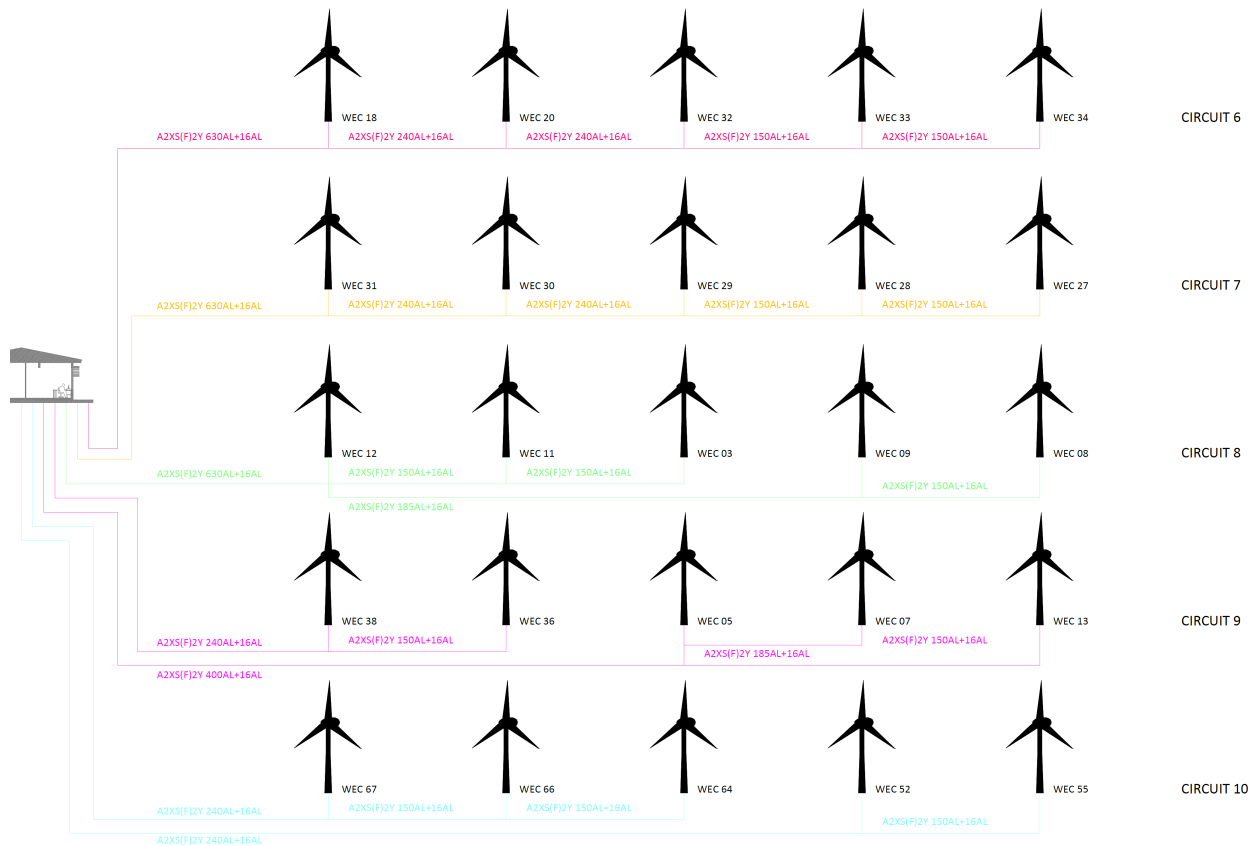 WEC 18 WEC 20 WEC 32 WEC 33 WEC 34 CIRCUIT 6
A2XS(F)2Y 630AL+16AL A2XS(F)2Y 240AL+16AL A2XS(F)2Y 240AL+16AL A2XS(F)2Y 150AL+16AL A2XS(F)2Y 150AL+16AL
WEC 31 WEC 30 WEC 29 WEC 28 WEC 27 CIRCUIT 7
A2XS(F)2Y 630AL+16AL A2XS(F)2Y 240AL+16AL A2XS(F)2Y 240AL+16AL A2XS(F)2Y 150AL+16AL A2XS(F)2Y 150AL+16AL
WEC 12 WEC 11 WEC 03 WEC 09 WEC 08 CIRCUIT 8
A2XS(F)2Y 630AL+16AL A2XS(F)2Y 150AL+16AL A2XS(F)2Y 150AL+16AL
A2XS(F)2Y 150AL+16AL
A2XS(F)2Y 185AL+16AL
WEC 38 WEC 36 WEC 05 WEC 07 WEC 13 CIRCUIT 9
A2XS(F)2Y 240AL+16AL A2XS(F)2Y 150AL+16AL A2XS(F)2Y 150AL+16AL
A2XS(F)2Y 185AL+16AL
A2XS(F)2Y 400AL+16AL
WEC 67 WEC 66 WEC 64 WEC 52 WEC 55 CIRCUIT 10
A2XS(F)2Y 240AL+16AL A2XS(F)2Y 150AL+16AL A2XS(F)2Y 150AL+16AL
A2XS(F)2Y 150AL+16AL
A2XS(F)2Y 240AL+16AL